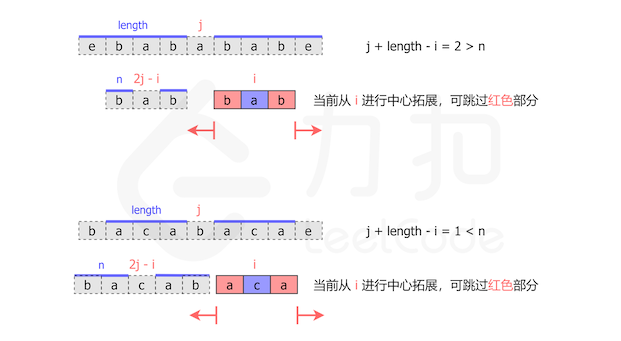 length j
e b a b a b a b e
j + length - i = 2 > n
n 2j - i i
b a b b a b
当前从 i 进行中心拓展，可跳过红色部分
力扣
length j
b a c a b a c a e
j + length - i = 1 < n
LeetCode
n 2j - i i
b a c a b a c a
当前从 i 进行中心拓展，可跳过红色部分